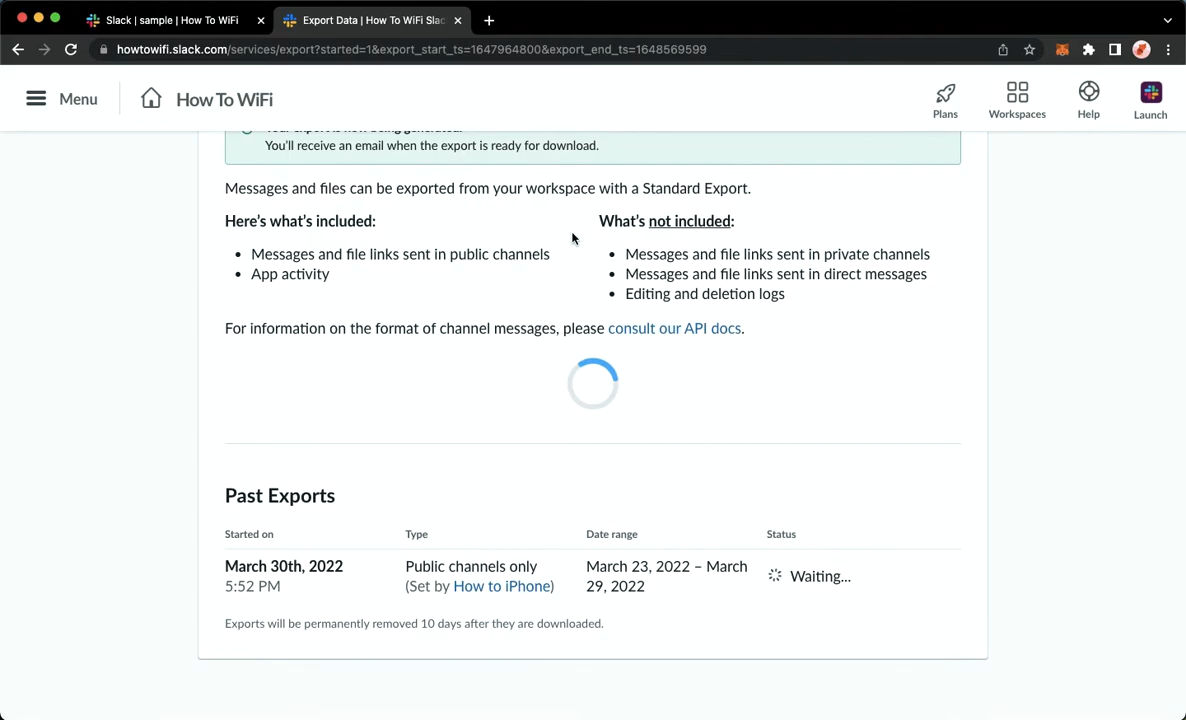 Slack | sample | How To WiFi
Export Data | How To WiFi Slac
howtowifi.slack.com/services/export?started=1&export_start_ts=1647964800&export_end_ts=1648569599
Menu
How To WiFi
Plans
Workspaces
Help
Launch
Your export is now being generated.
You'll receive an email when the export is ready for download.
Messages and files can be exported from your workspace with a Standard Export.
Here's what's included:
Messages and file links sent in public channels
App activity
What's not included:
Messages and file links sent in private channels
Messages and file links sent in direct messages
Editing and deletion logs
For information on the format of channel messages, please consult our API docs.
Past Exports
Started on Type Date range Status
March 30th, 2022 Public channels only March 23, 2022 – March
5:52 PM (Set by How to iPhone) 29, 2022 Waiting...
Exports will be permanently removed 10 days after they are downloaded.